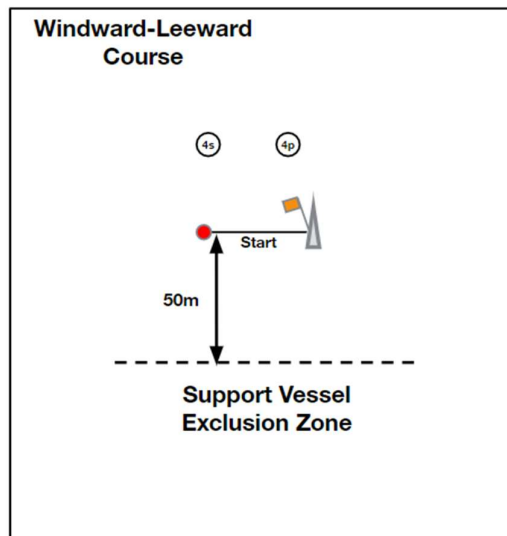 Windward-Leeward
Course
4s
4p
Start
50m
Support Vessel
Exclusion Zone